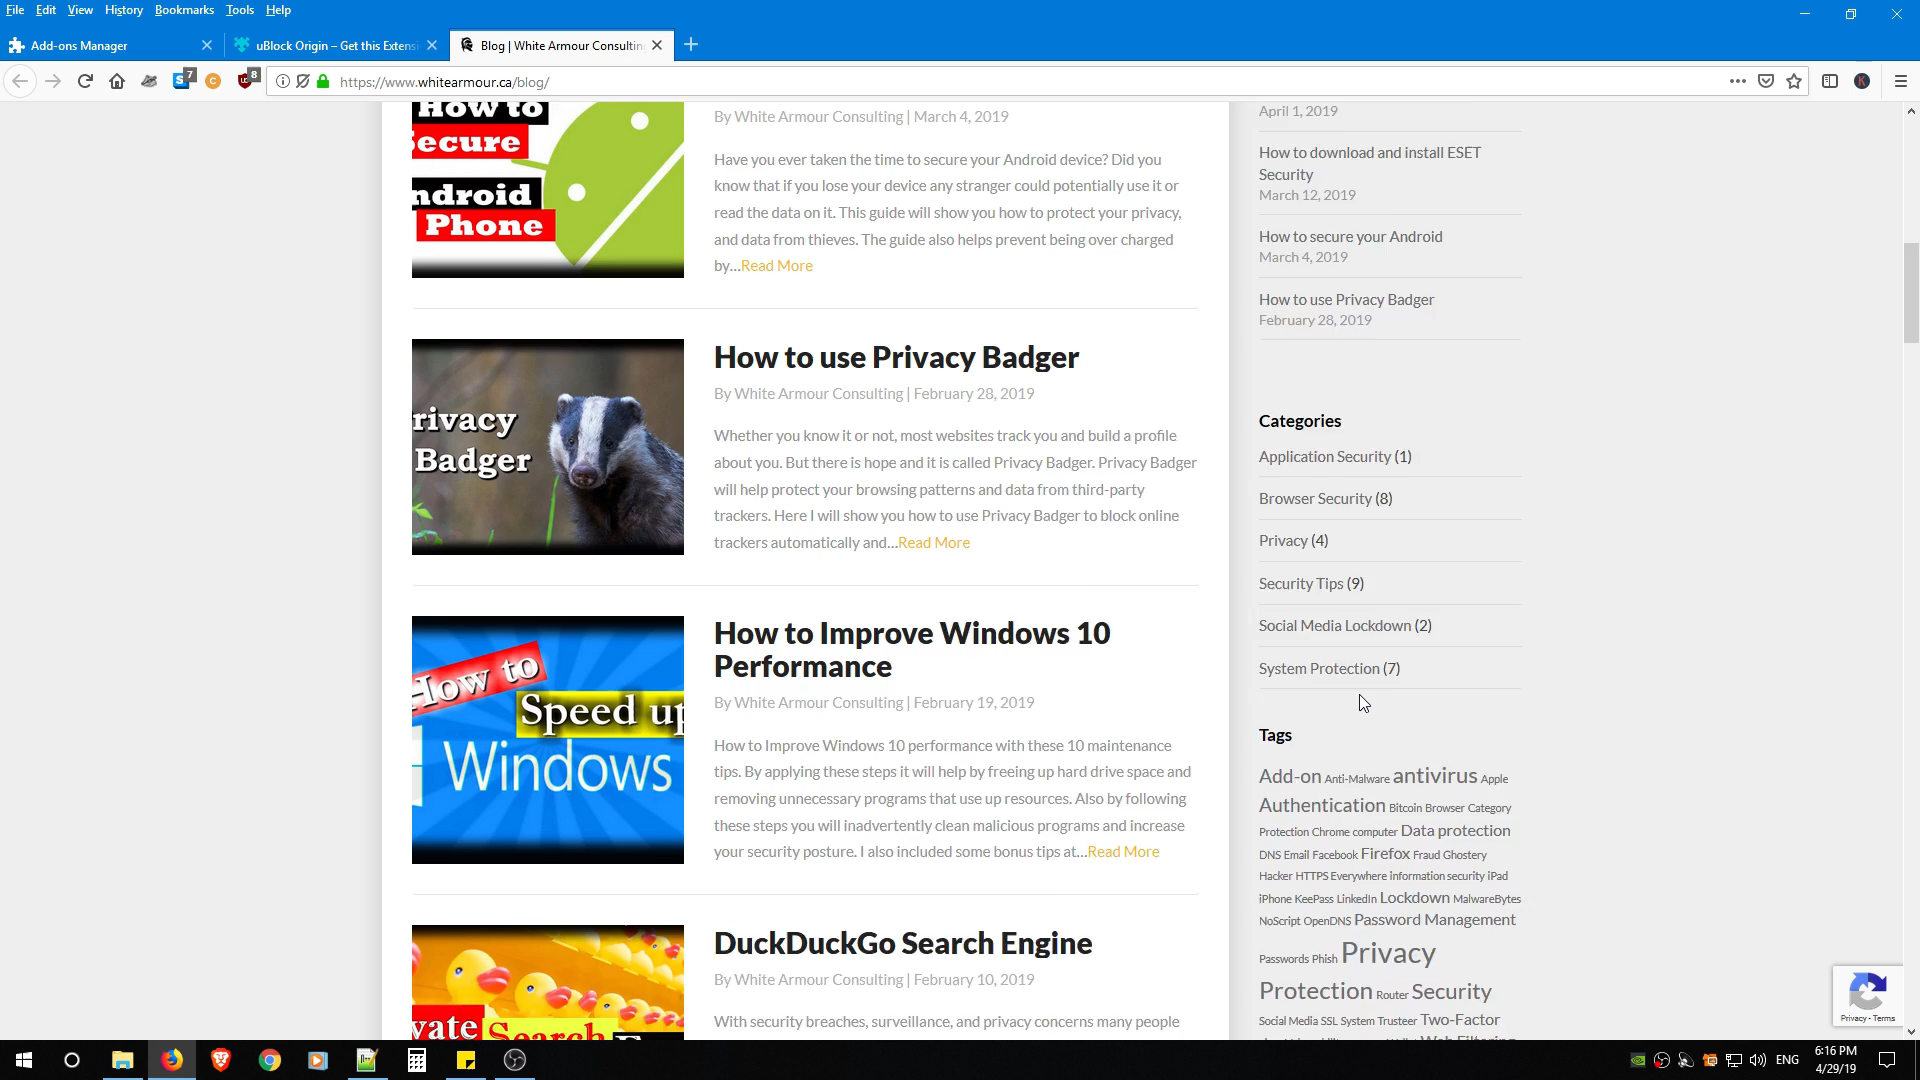 File Edit View History Bookmarks Tools Help
Add-ons Manager
uBlock Origin – Get this Extens
Blog | White Armour Consultin
7
8
https://www.whitearmour.ca/blog/
How to
Secure
ndroid
Phone
By White Armour Consulting | March 4, 2019
Have you ever taken the time to secure your Android device? Did you
know that if you lose your device any stranger could potentially use it or
read the data on it. This guide will show you how to protect your privacy,
and data from thieves. The guide also helps prevent being over charged
by...Read More
rivacy
Badger
How to use Privacy Badger
By White Armour Consulting | February 28, 2019
Whether you know it or not, most websites track you and build a profile
about you. But there is hope and it is called Privacy Badger. Privacy Badger
will help protect your browsing patterns and data from third-party
trackers. Here I will show you how to use Privacy Badger to block online
trackers automatically and...Read More
How to
Speed up
Windows
How to Improve Windows 10
Performance
By White Armour Consulting | February 19, 2019
How to Improve Windows 10 performance with these 10 maintenance
tips. By applying these steps it will help by freeing up hard drive space and
removing unnecessary programs that use up resources. Also by following
these steps you will inadvertently clean malicious programs and increase
your security posture. I also included some bonus tips at...Read More
vate Search
DuckDuckGo Search Engine
By White Armour Consulting | February 10, 2019
With security breaches, surveillance, and privacy concerns many people
April 1, 2019
How to download and install ESET
Security
March 12, 2019
How to secure your Android
March 4, 2019
How to use Privacy Badger
February 28, 2019
Categories
Application Security (1)
Browser Security (8)
Privacy (4)
Security Tips (9)
Social Media Lockdown (2)
System Protection (7)
Tags
Add-on Anti-Malware antivirus Apple
Authentication Bitcoin Browser Category
Protection Chrome computer Data protection
DNS Email Facebook Firefox Fraud Ghostery
Hacker HTTPS Everywhere information security iPad
iPhone KeePass LinkedIn Lockdown MalwareBytes
NoScript OpenDNS Password Management
Passwords Phish Privacy
Protection Router Security
Social Media SSL System Trusteer Two-Factor
Web Filtering
Privacy - Terms
ENG
6:16 PM
4/29/19